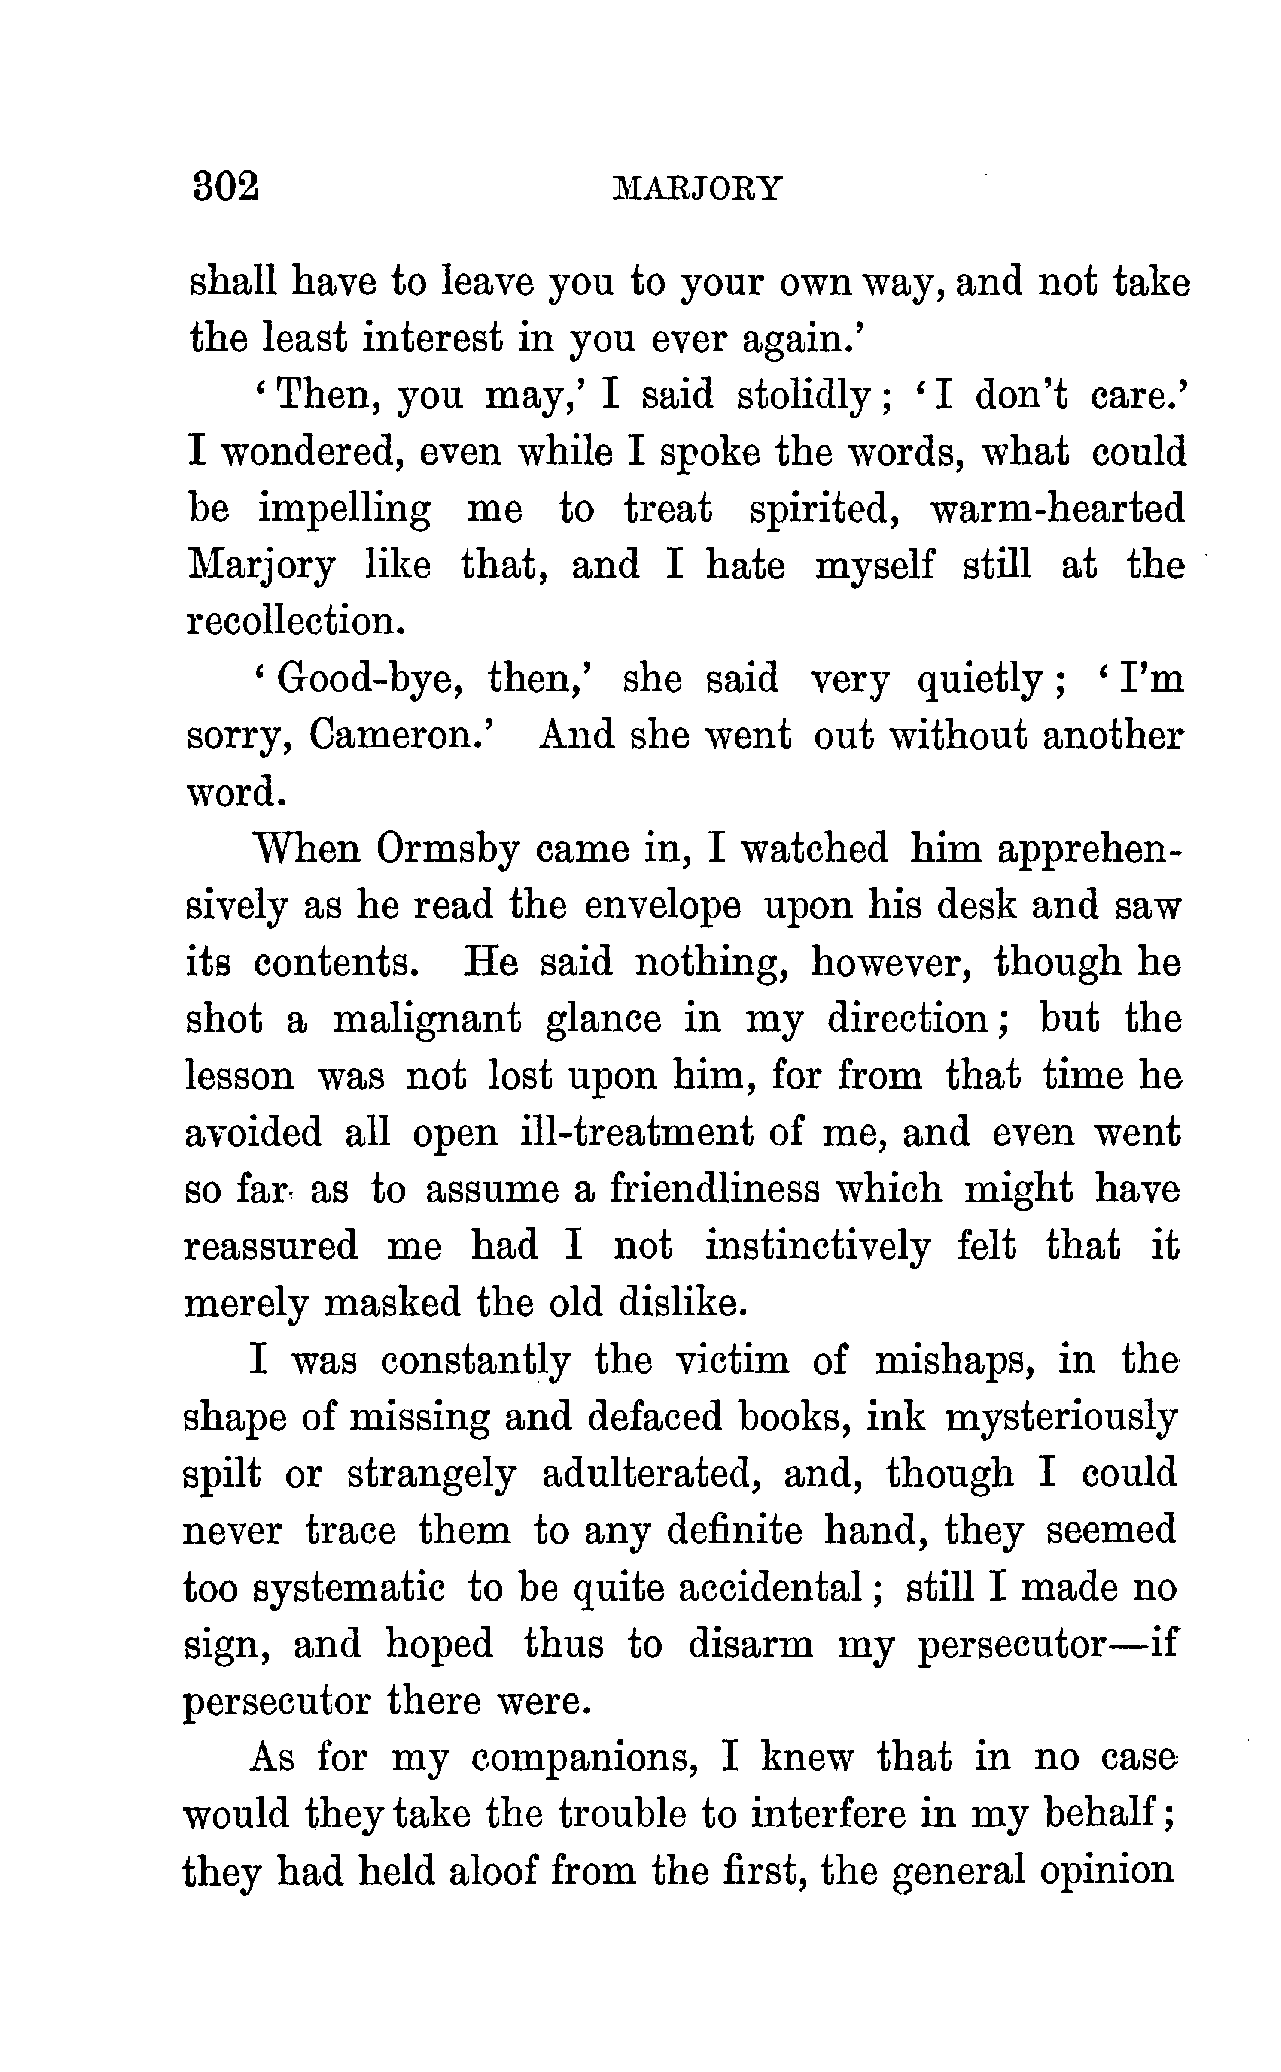 302 MARJORY
shall have to leave you to your own way, and not take
the least interest in you ever again.'
‘Then, you may,’ I said stolidly; ‘I don't care.’
I wondered, even while I spoke the words, what could
be impelling me to treat spirited, warm-hearted
Marjory like that, and I hate myself still at the
recollection.
‘Good-bye, then,’ she said very quietly; ‘I'm
sorry, Cameron.’ And she went out without another
word.
When Ormsby came in, I watched him apprehen-
sively as he read the envelope upon his desk and saw
its contents. He said nothing, however, though he
shot a malignant glance in my direction; but the
lesson was not lost upon him, for from that time he
avoided all open ill-treatment of me, and even went
so far as to assume a friendliness which might have
reassured me had I not instinctively felt that it
merely masked the old dislike.
I was constantly the victim of mishaps, in the
shape of missing and defaced books, ink mysteriously
spilt or strangely adulterated, and, though I could
never trace them to any definite hand, they seemed
too systematic to be quite accidental; still I made no
sign, and hoped thus to disarm my persecutor—if
persecutor there were.
As for my companions, I knew that in no case
would they take the trouble to interfere in my behalf;
they had held aloof from the first, the general opinion